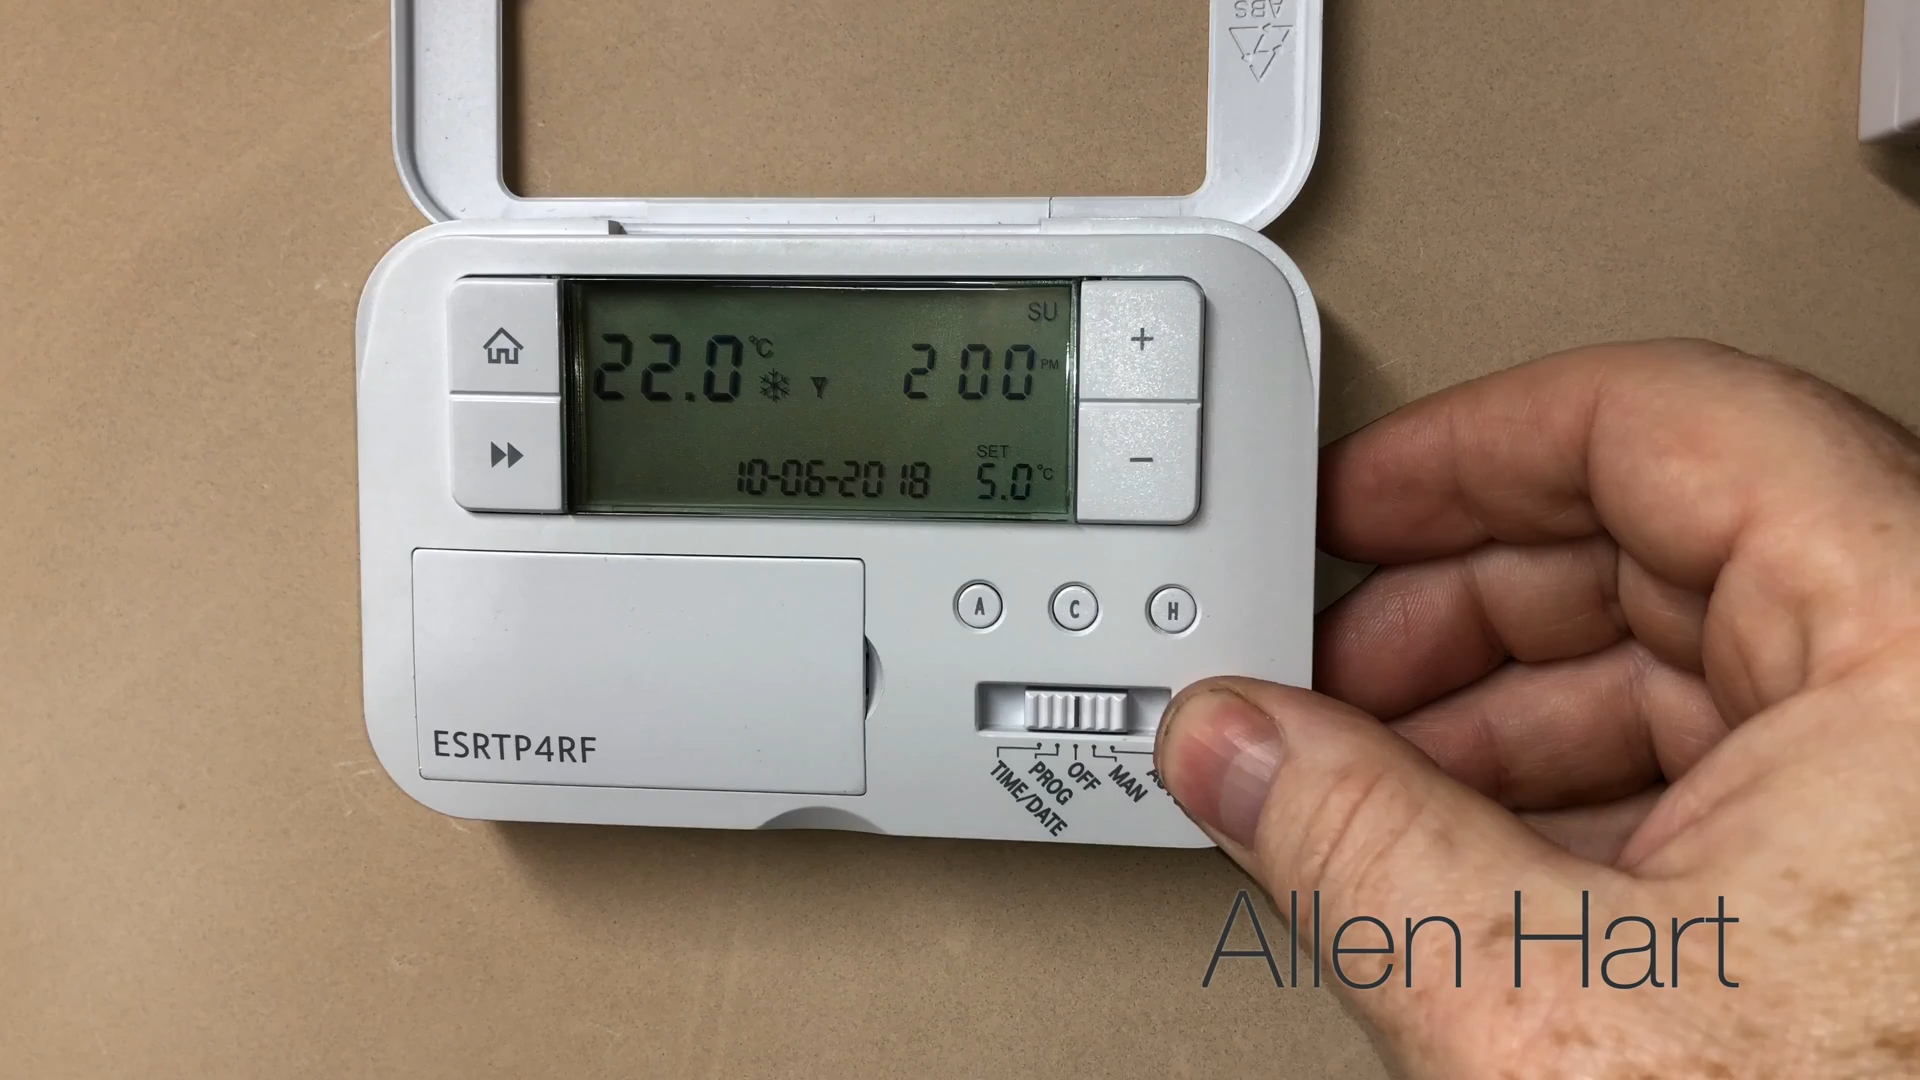 ABS
SU
22.0 °C
2 00 PM
SET
10-06-2018
5.0 °C
+
−
A C H
ESRTP4RF
TIME/DATE
PROG
OFF
MAN
Allen Hart